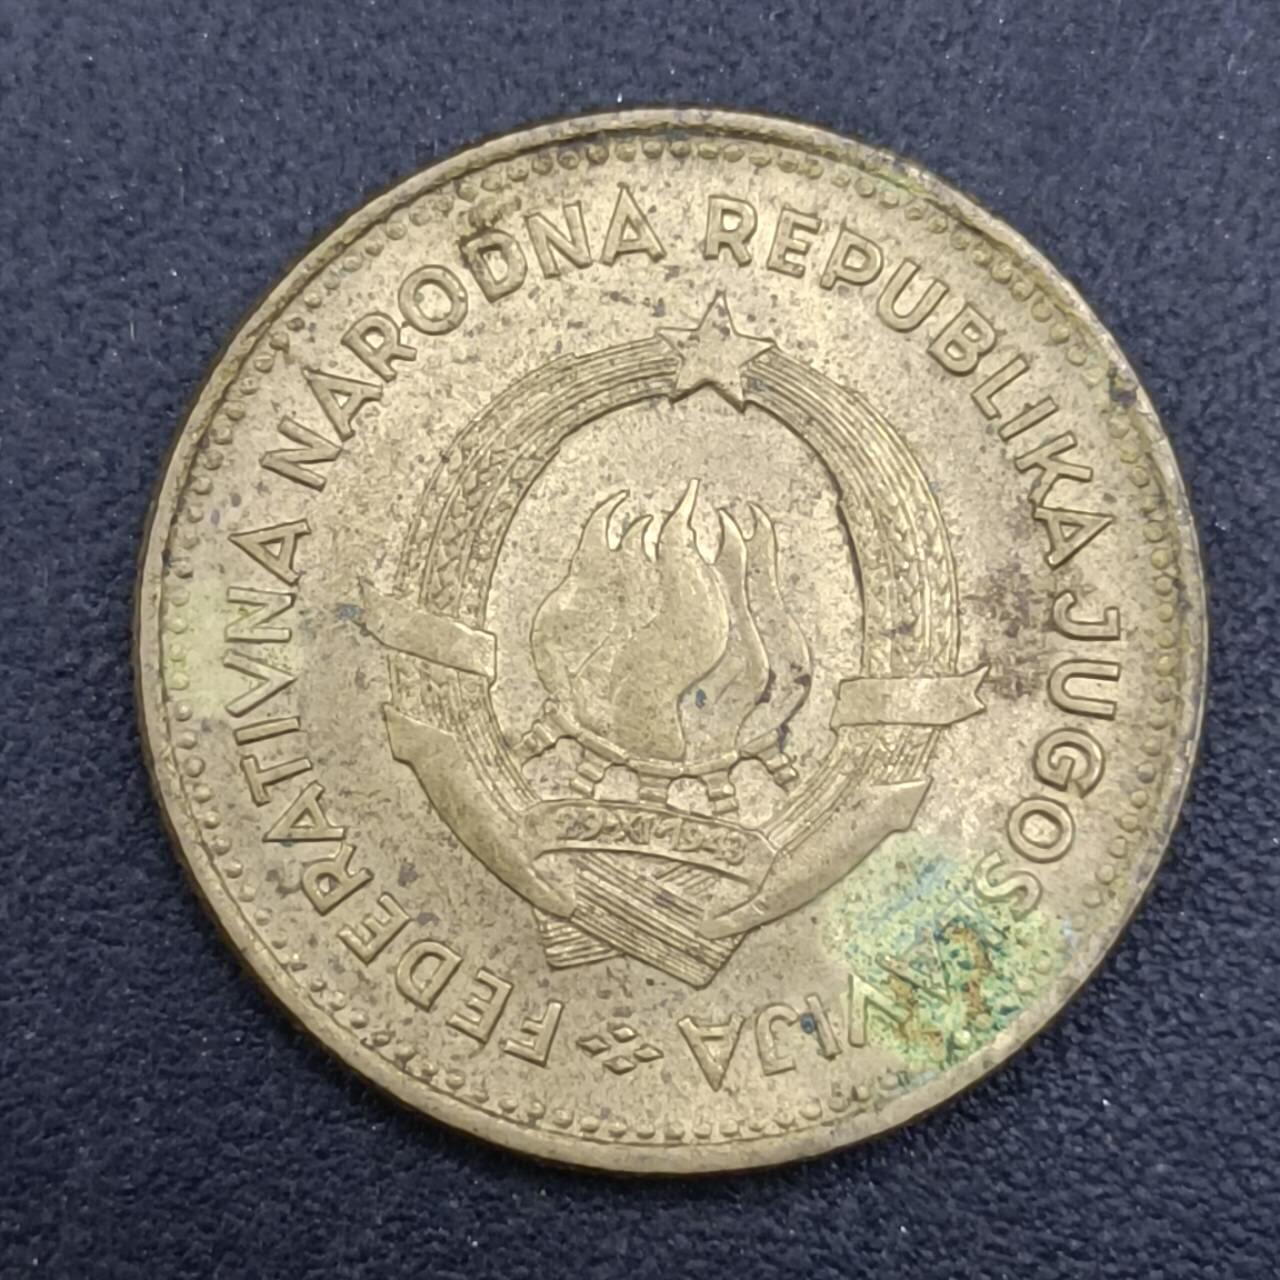 FEDERATIVNA NARODNA REPUBLIKA JUGOSLAVIJA
29·XI·1943